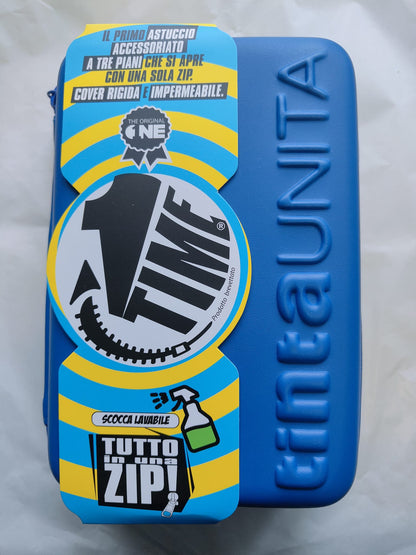 IL PRIMO ASTUCCIO
ACCESSORIATO
A TRE PIANI CHE SI APRE
CON UNA SOLA ZIP.
COVER RIGIDA E IMPERMEABILE.
THE ORIGINAL
ONE
1
TIME®
Prodotto brevettato
SCOCCA LAVABILE
TUTTO
in una
ZIP!
tintaUNITA